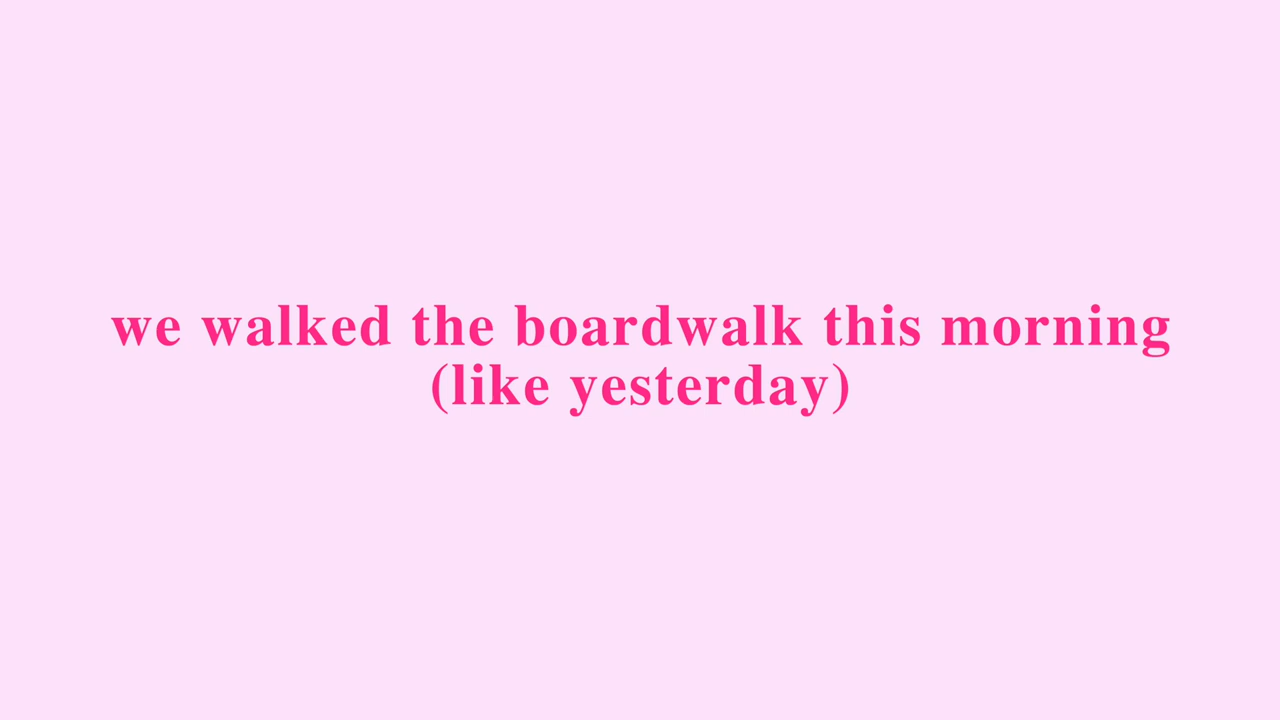 we walked the boardwalk this morning
(like yesterday)